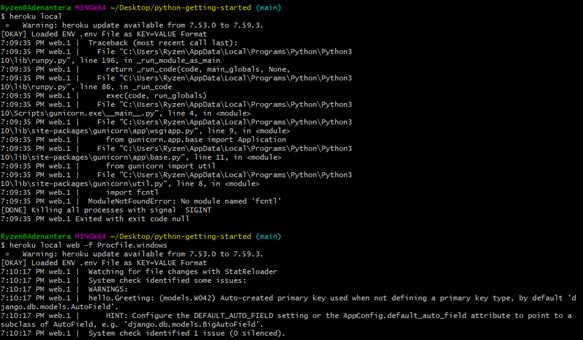 Ryzen@Adenantera MINGW64 ~/Desktop/python-getting-started (main)
$ heroku local
»   Warning: heroku update available from 7.53.0 to 7.59.3.
[OKAY] Loaded ENV .env File as KEY=VALUE Format
7:09:35 PM web.1 |  Traceback (most recent call last):
7:09:35 PM web.1 |    File "C:\Users\Ryzen\AppData\Local\Programs\Python\Python3
10\lib\runpy.py", line 196, in _run_module_as_main
7:09:35 PM web.1 |      return _run_code(code, main_globals, None,
7:09:35 PM web.1 |    File "C:\Users\Ryzen\AppData\Local\Programs\Python\Python3
10\lib\runpy.py", line 86, in _run_code
7:09:35 PM web.1 |      exec(code, run_globals)
7:09:35 PM web.1 |    File "C:\Users\Ryzen\AppData\Local\Programs\Python\Python3
10\Scripts\gunicorn.exe\__main__.py", line 4, in <module>
7:09:35 PM web.1 |    File "C:\Users\Ryzen\AppData\Local\Programs\Python\Python3
10\lib\site-packages\gunicorn\app\wsgiapp.py", line 9, in <module>
7:09:35 PM web.1 |      from gunicorn.app.base import Application
7:09:35 PM web.1 |    File "C:\Users\Ryzen\AppData\Local\Programs\Python\Python3
10\lib\site-packages\gunicorn\app\base.py", line 11, in <module>
7:09:35 PM web.1 |      from gunicorn import util
7:09:35 PM web.1 |    File "C:\Users\Ryzen\AppData\Local\Programs\Python\Python3
10\lib\site-packages\gunicorn\util.py", line 8, in <module>
7:09:35 PM web.1 |      import fcntl
7:09:35 PM web.1 |  ModuleNotFoundError: No module named 'fcntl'
[DONE] Killing all processes with signal  SIGINT
7:09:35 PM web.1 Exited with exit code null
Ryzen@Adenantera MINGW64 ~/Desktop/python-getting-started (main)
$ heroku local web -f Procfile.windows
»   Warning: heroku update available from 7.53.0 to 7.59.3.
[OKAY] Loaded ENV .env File as KEY=VALUE Format
7:10:17 PM web.1 |  Watching for file changes with StatReloader
7:10:17 PM web.1 |  System check identified some issues:
7:10:17 PM web.1 |  WARNINGS:
7:10:17 PM web.1 |  hello.Greeting: (models.W042) Auto-created primary key used when not defining a primary key type, by default 'd
jango.db.models.AutoField'.
7:10:17 PM web.1 |      HINT: Configure the DEFAULT_AUTO_FIELD setting or the AppConfig.default_auto_field attribute to point to a
subclass of AutoField, e.g. 'django.db.models.BigAutoField'.
7:10:17 PM web.1 |  System check identified 1 issue (0 silenced).